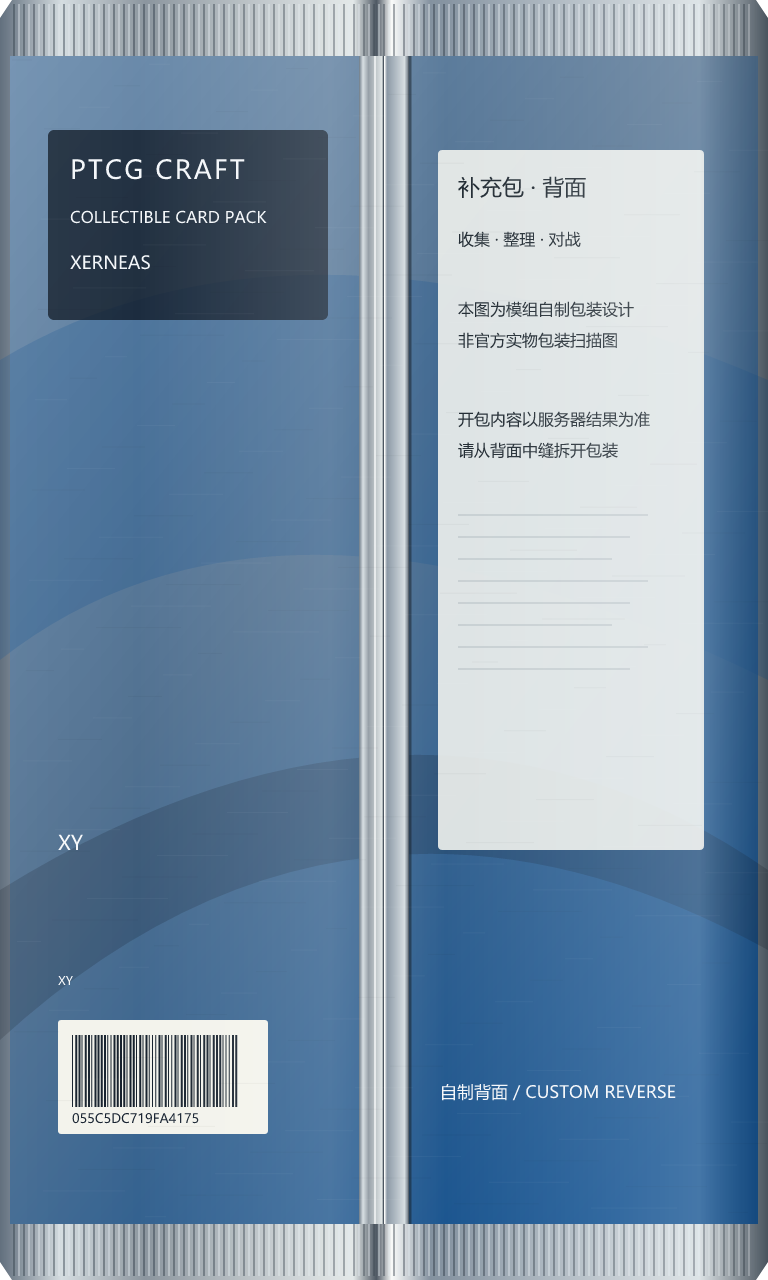 PTCG CRAFT
COLLECTIBLE CARD PACK
XERNEAS
XY
XY
055C5DC719FA4175
补充包 · 背面
收集 · 整理 · 对战
本图为模组自制包装设计
非官方实物包装扫描图
开包内容以服务器结果为准
请从背面中缝拆开包装
自制背面 / CUSTOM REVERSE